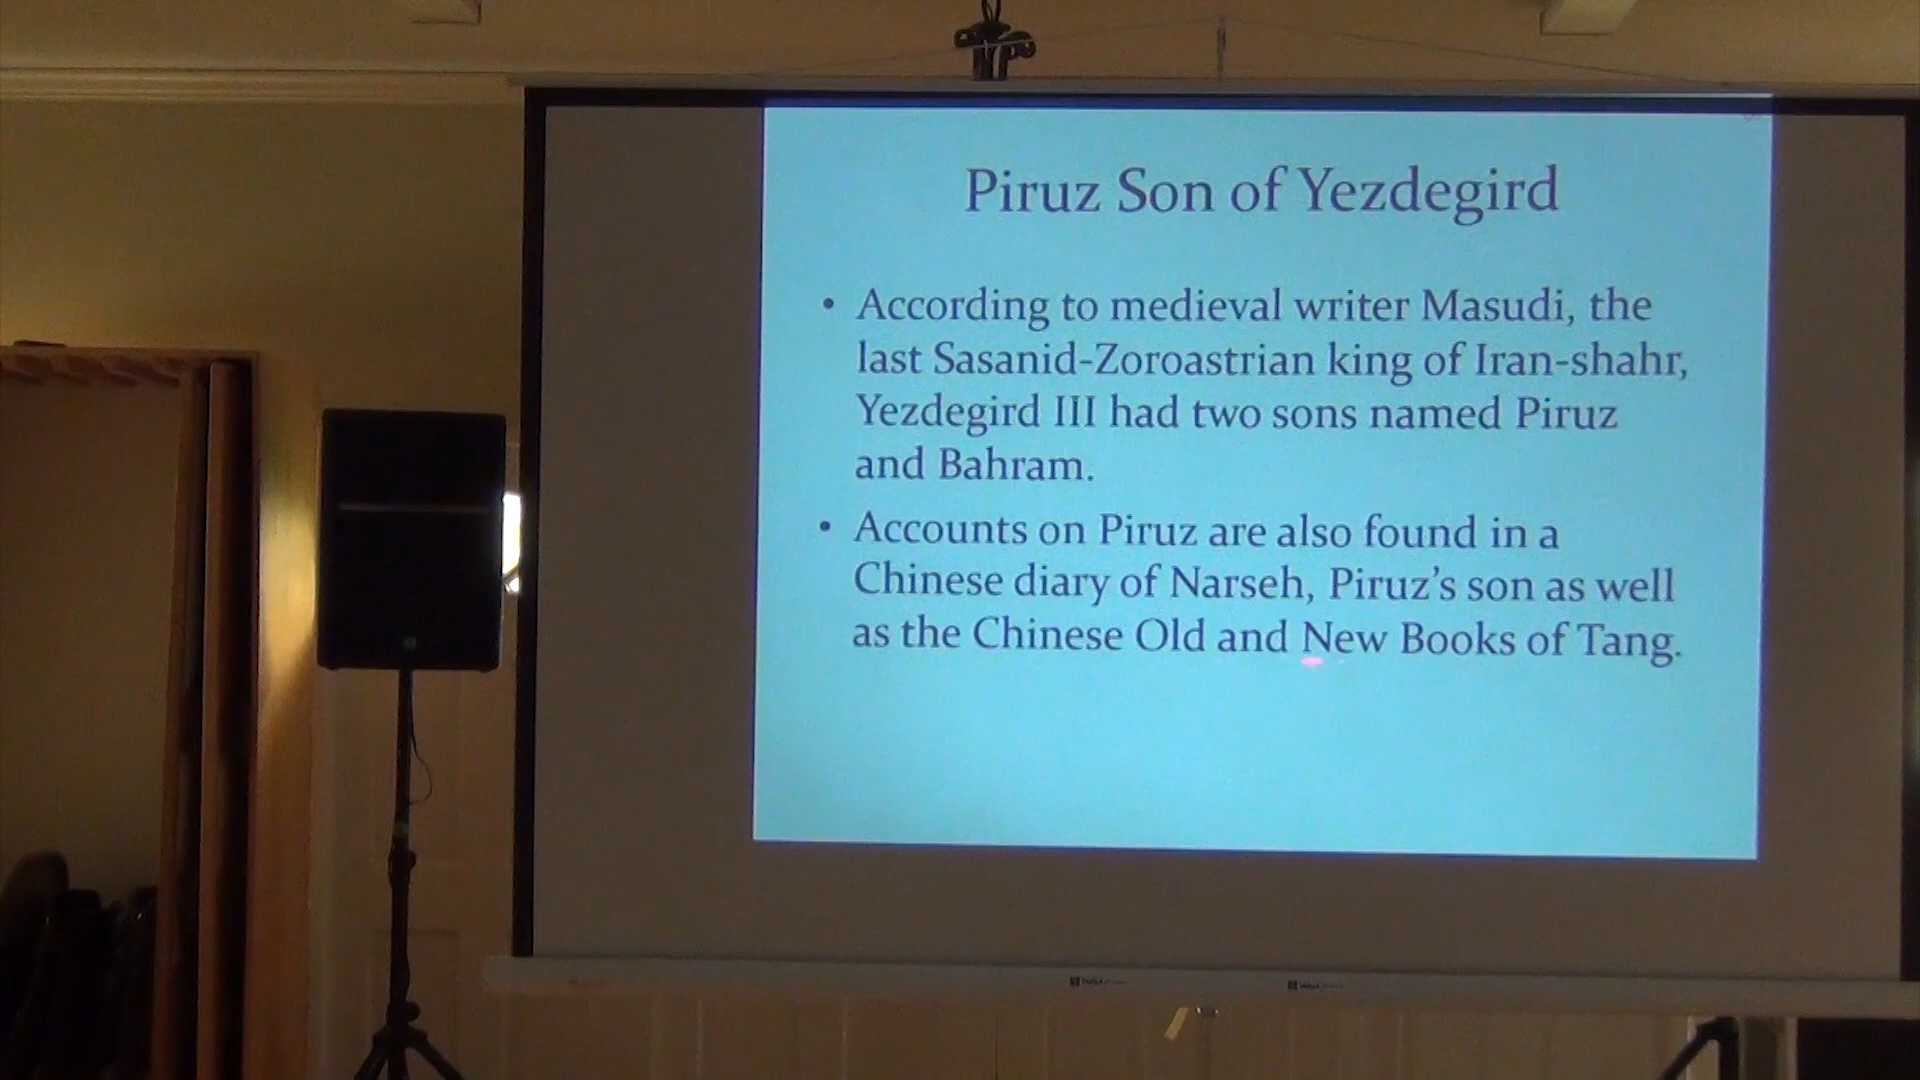 Piruz Son of Yezdegird
• According to medieval writer Masudi, the
last Sasanid-Zoroastrian king of Iran-shahr,
Yezdegird III had two sons named Piruz
and Bahram.
• Accounts on Piruz are also found in a
Chinese diary of Narseh, Piruz’s son as well
as the Chinese Old and New Books of Tang.